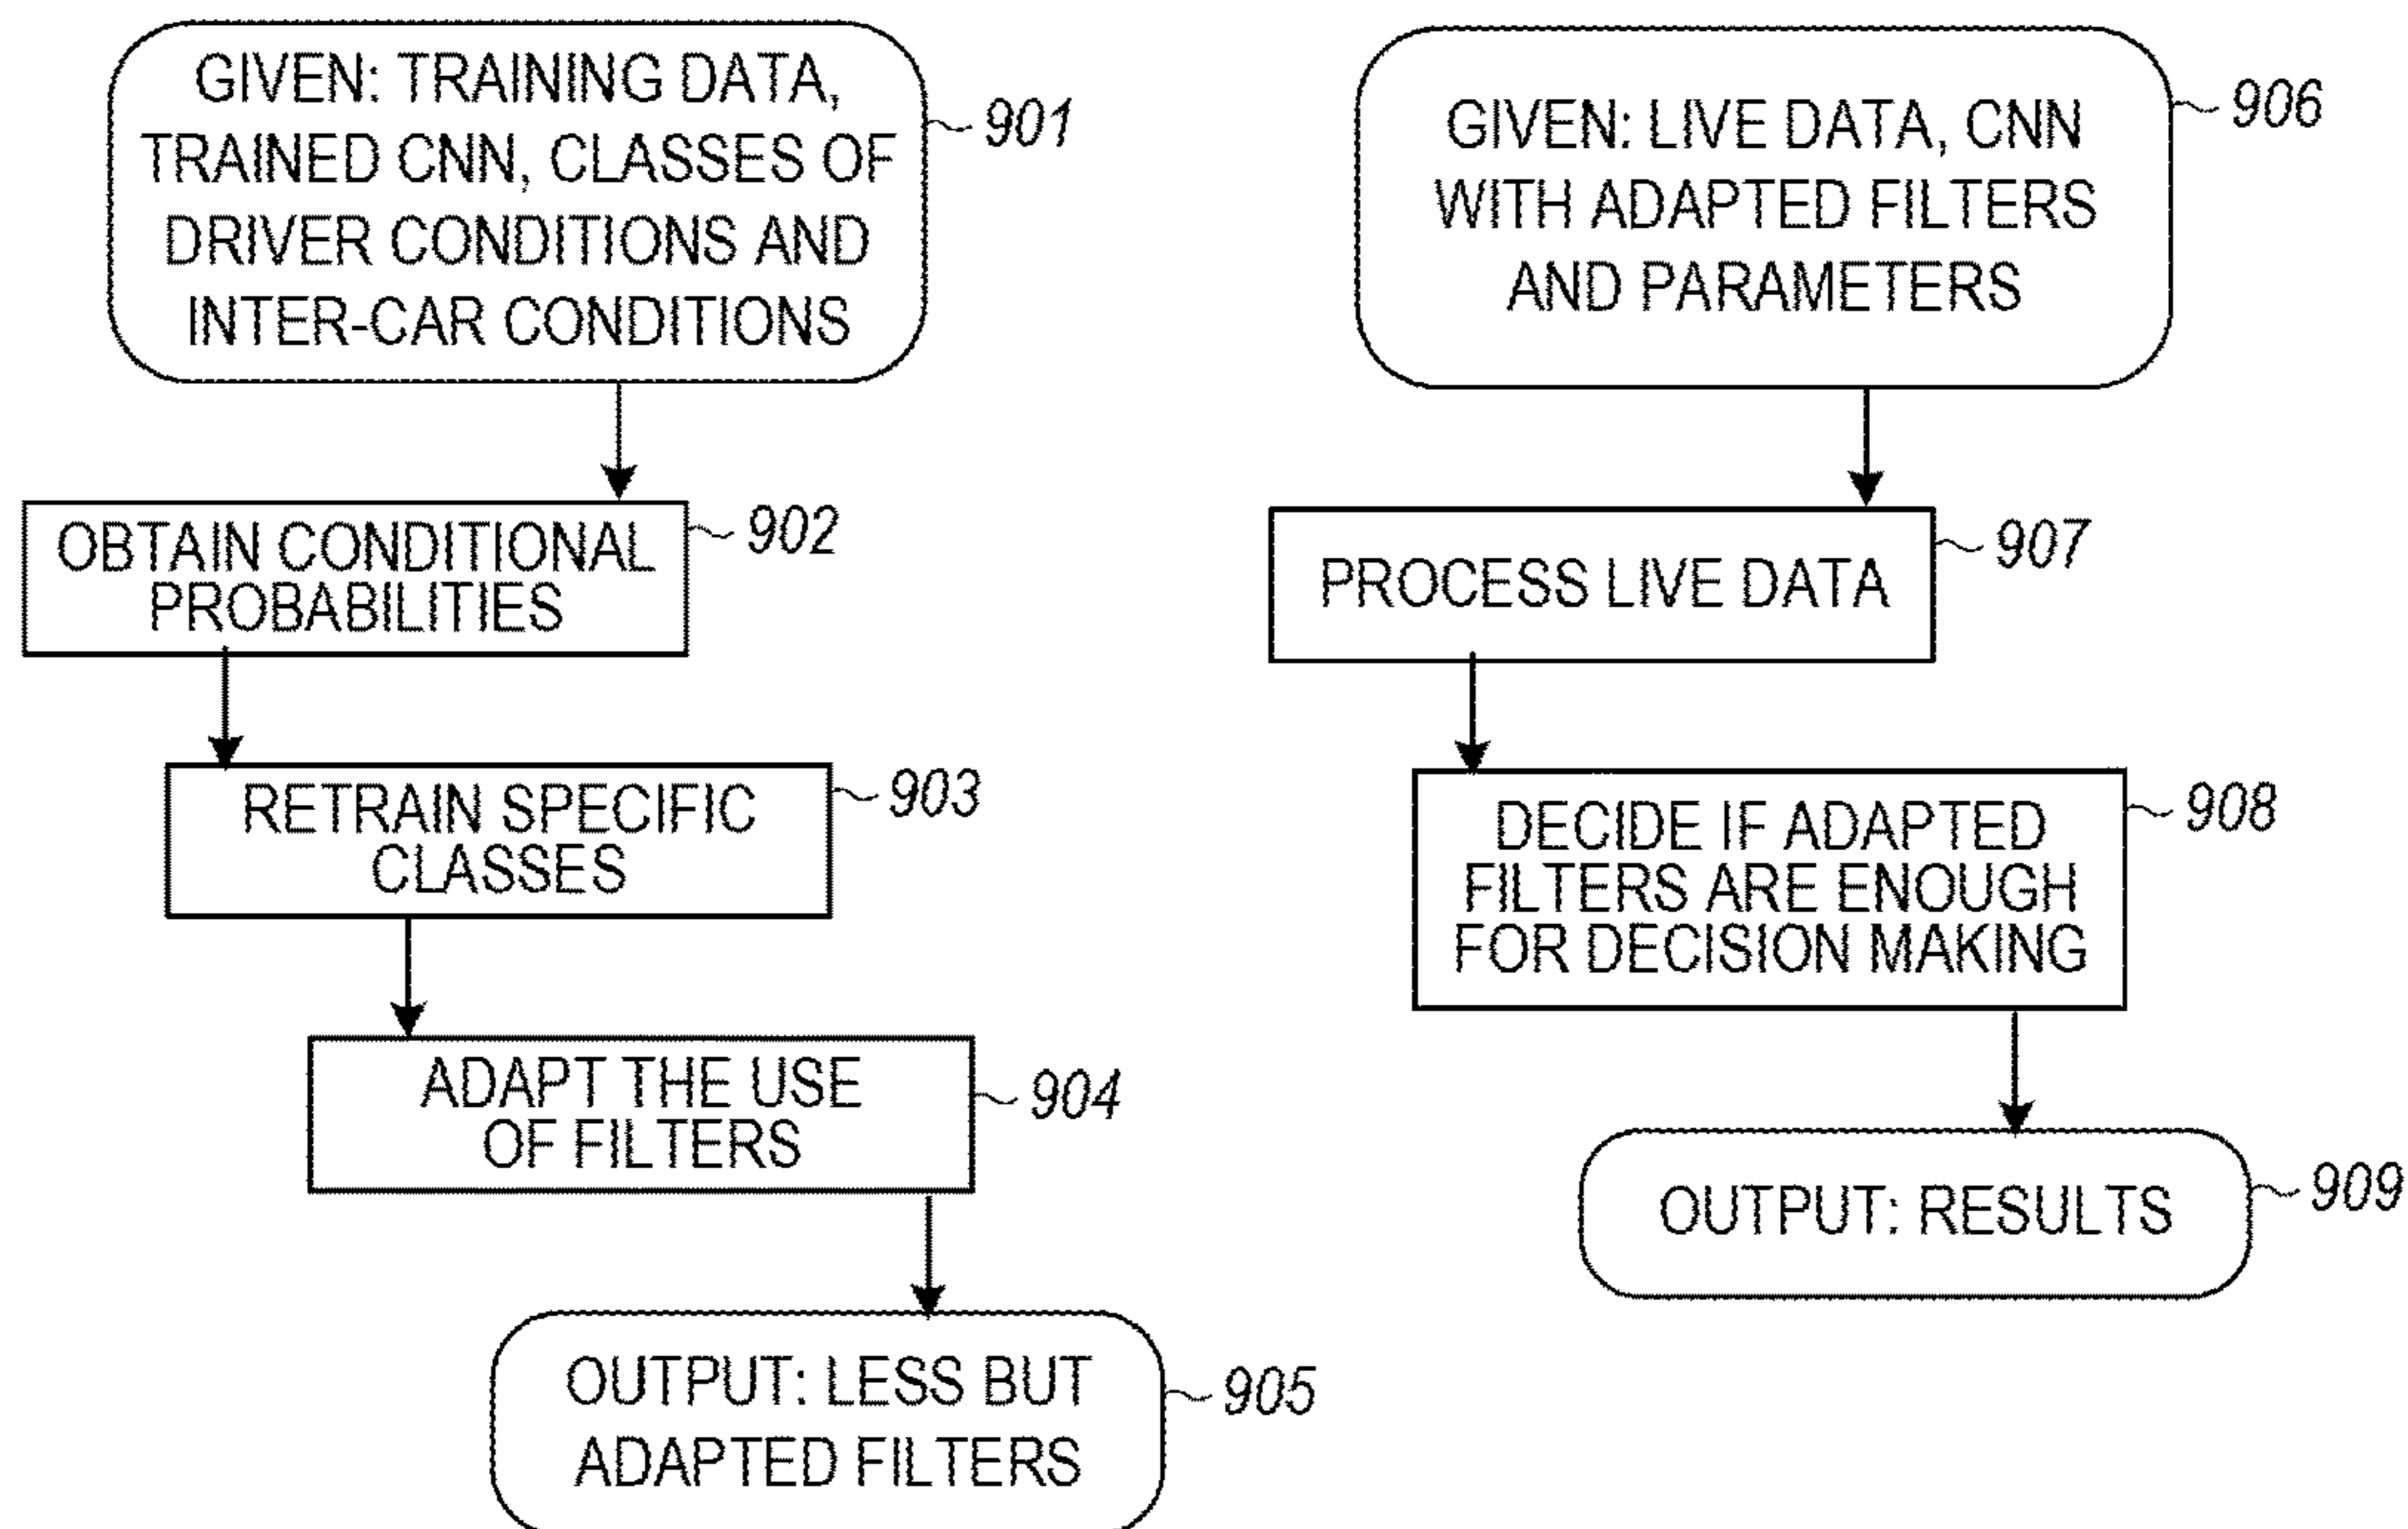 GIVEN: TRAINING DATA,
TRAINED CNN, CLASSES OF
DRIVER CONDITIONS AND
INTER-CAR CONDITIONS
901
OBTAIN CONDITIONAL
PROBABILITIES
902
RETRAIN SPECIFIC
CLASSES
903
ADAPT THE USE
OF FILTERS
904
OUTPUT: LESS BUT
ADAPTED FILTERS
905
GIVEN: LIVE DATA, CNN
WITH ADAPTED FILTERS
AND PARAMETERS
906
PROCESS LIVE DATA
907
DECIDE IF ADAPTED
FILTERS ARE ENOUGH
FOR DECISION MAKING
908
OUTPUT: RESULTS
909